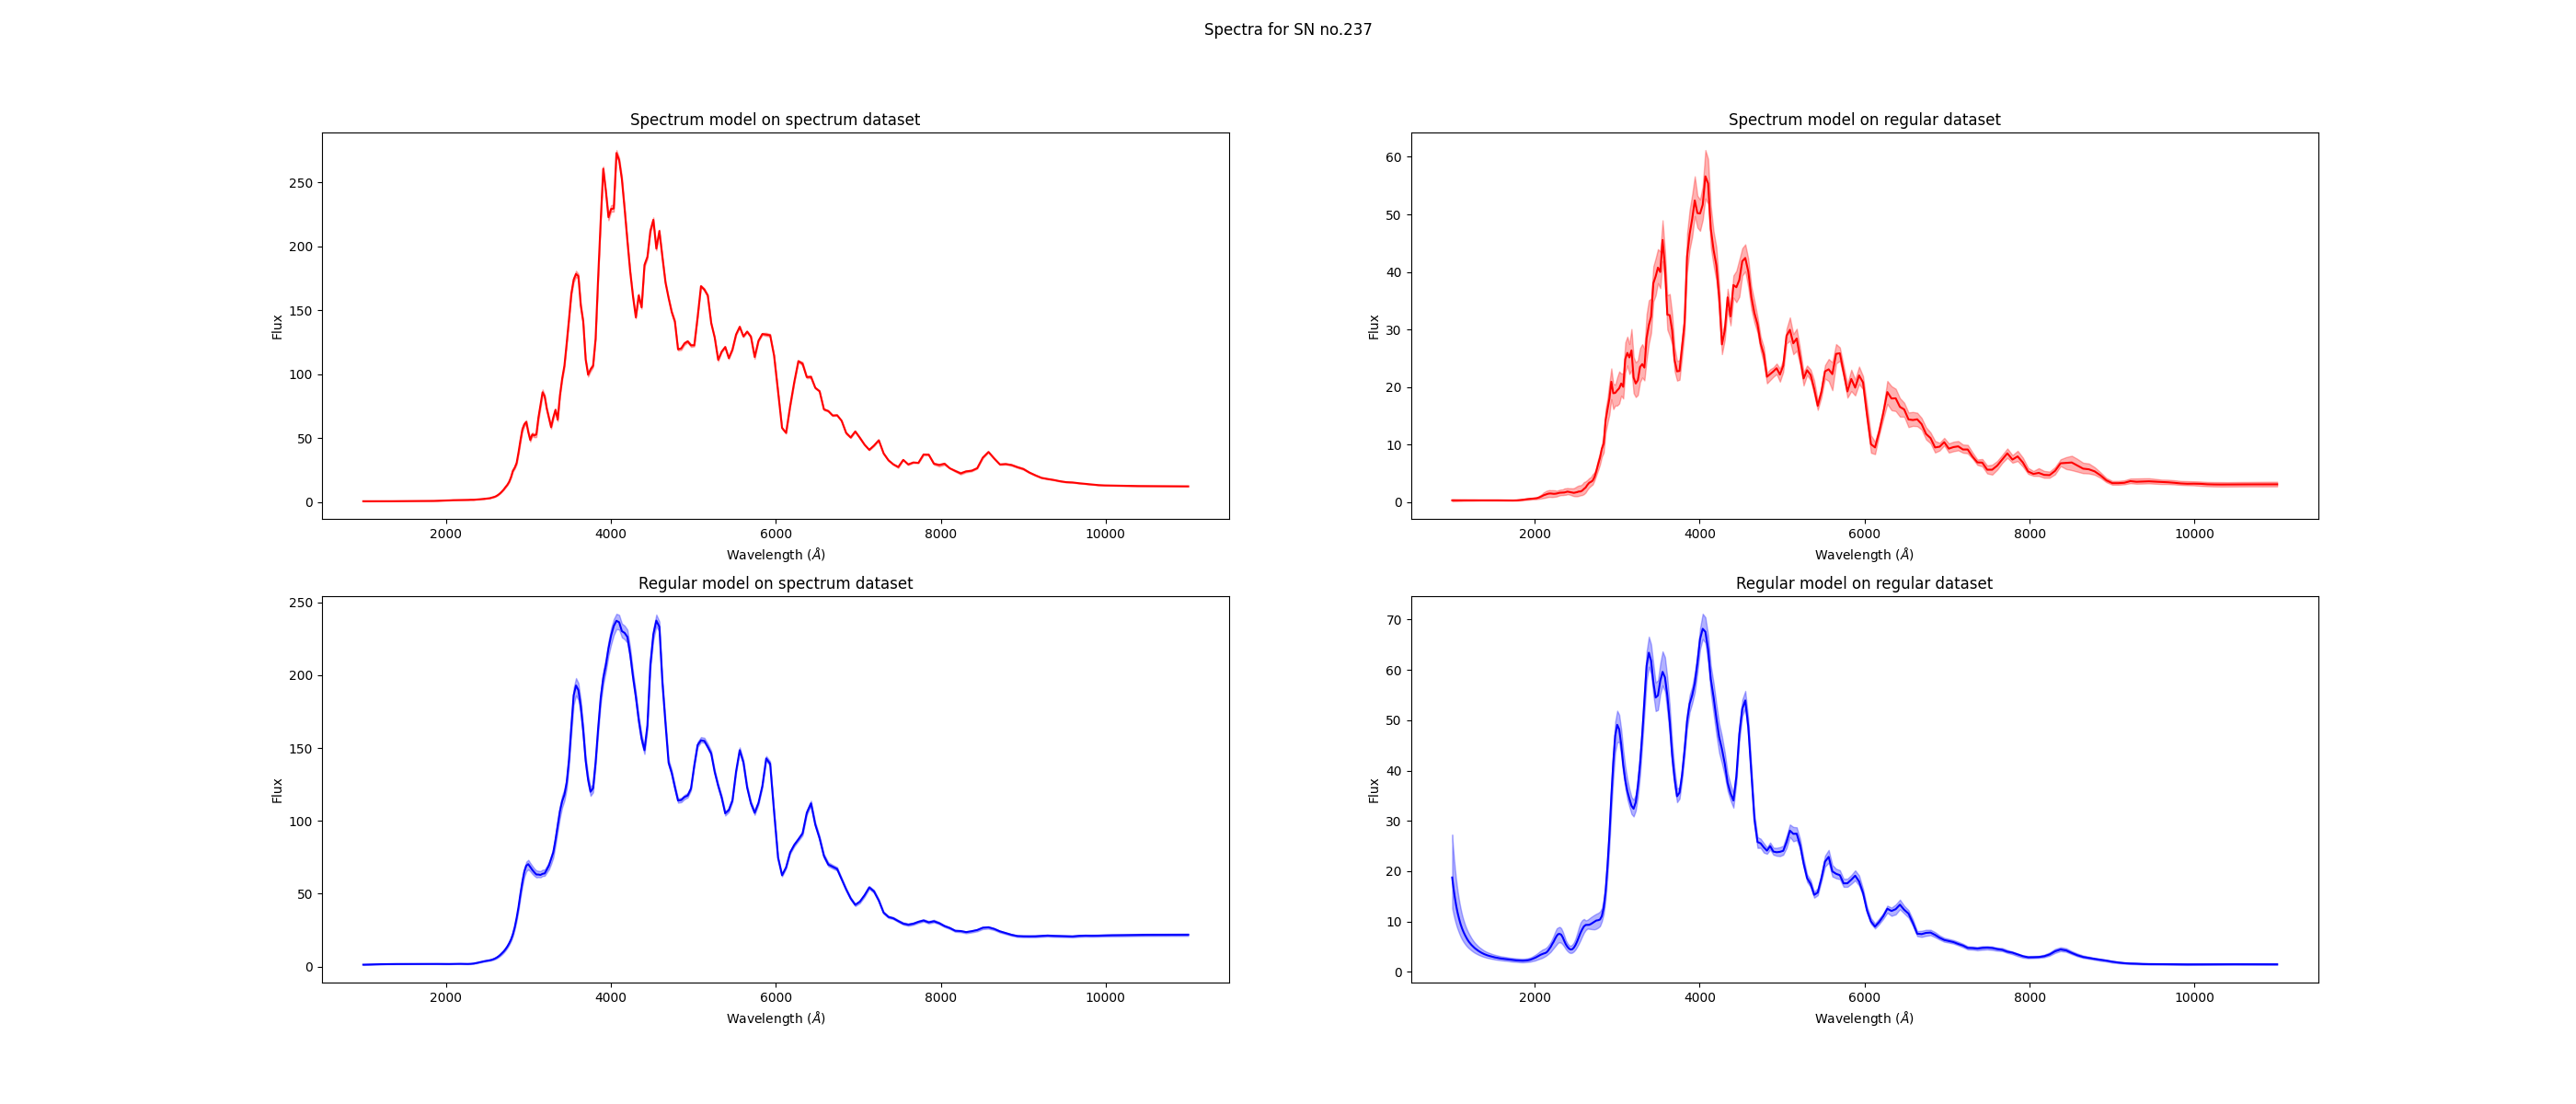 Spectra for SN no.237
Spectrum model on spectrum dataset
250
200
150
100
50
0
Flux
2000 4000 6000 8000 10000
Wavelength (Å)
Spectrum model on regular dataset
60
50
40
30
20
10
0
Flux
2000 4000 6000 8000 10000
Wavelength (Å)
Regular model on spectrum dataset
250
200
150
100
50
0
Flux
2000 4000 6000 8000 10000
Wavelength (Å)
Regular model on regular dataset
70
60
50
40
30
20
10
0
Flux
2000 4000 6000 8000 10000
Wavelength (Å)